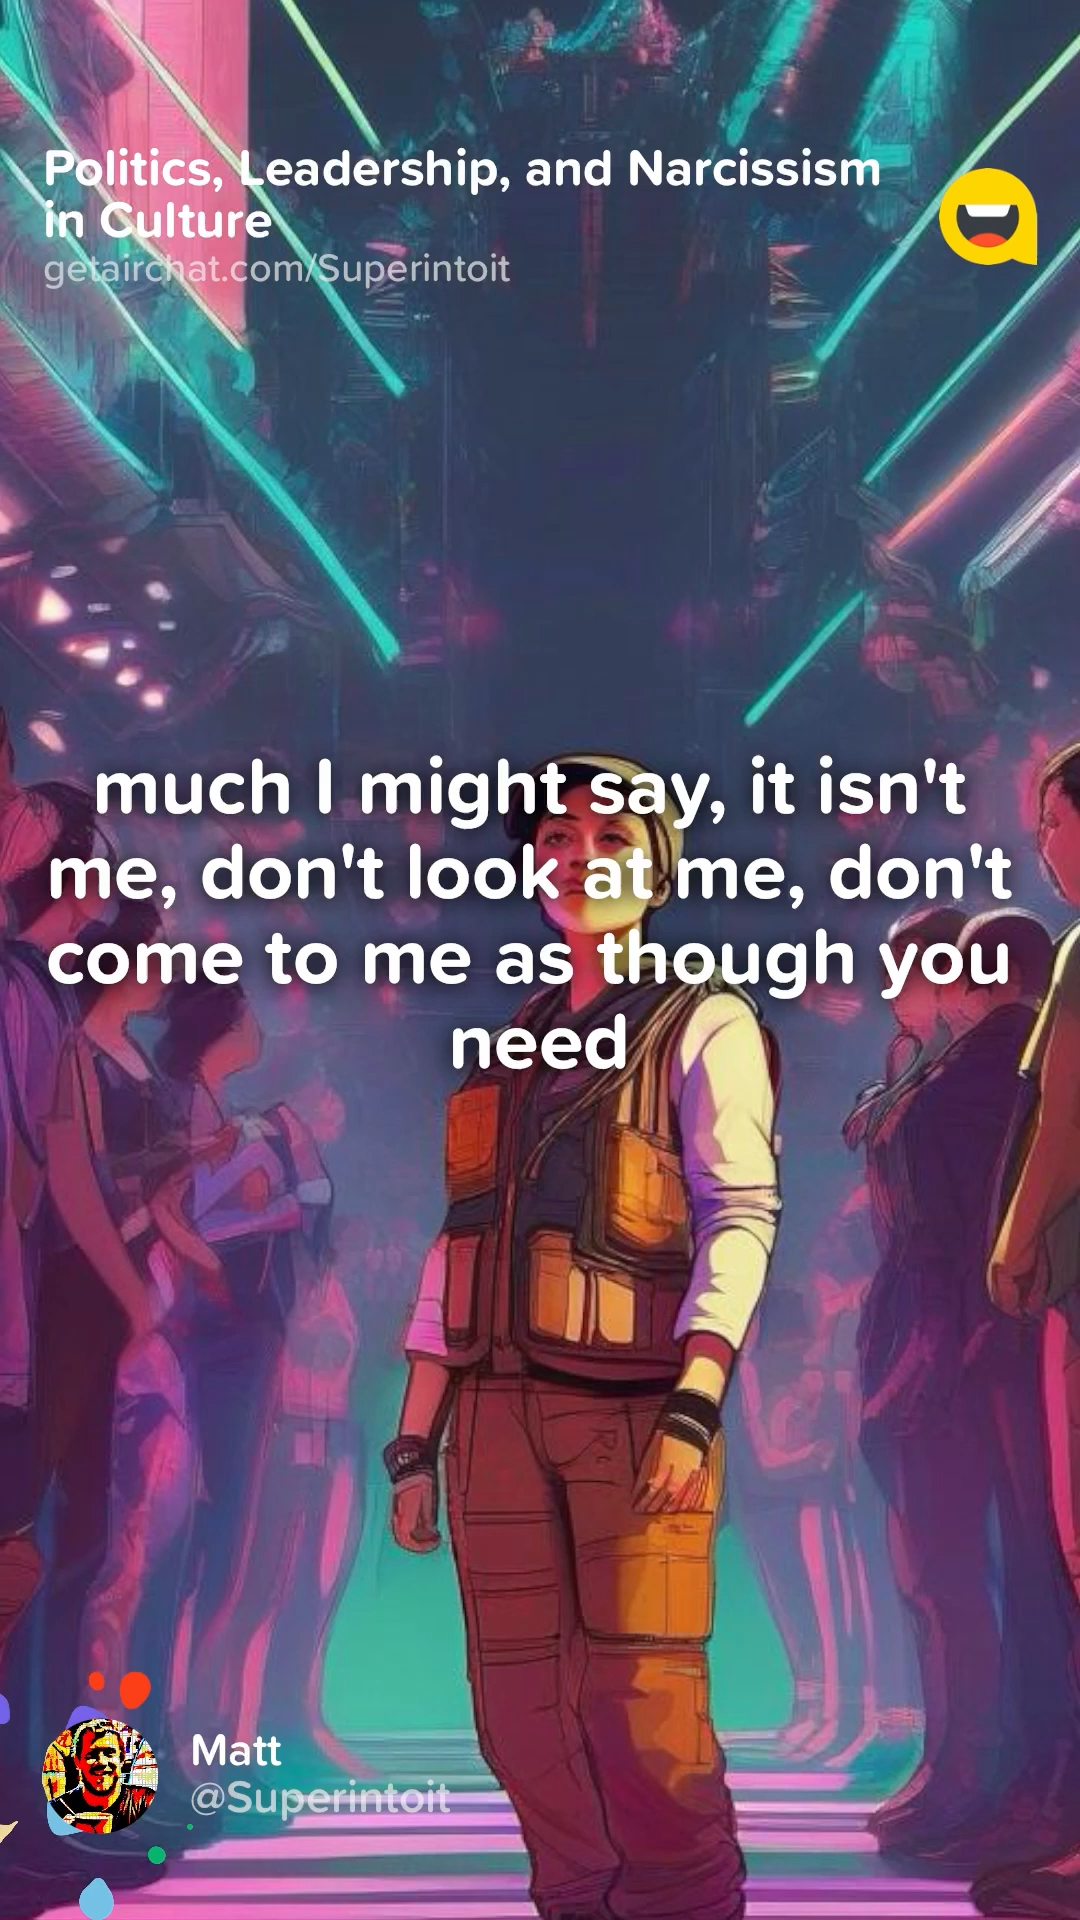 Politics, Leadership, and Narcissism
in Culture
getairchat.com/Superintoit
much I might say, it isn't
me, don't look at me, don't
come to me as though you
need
Matt
@Superintoit